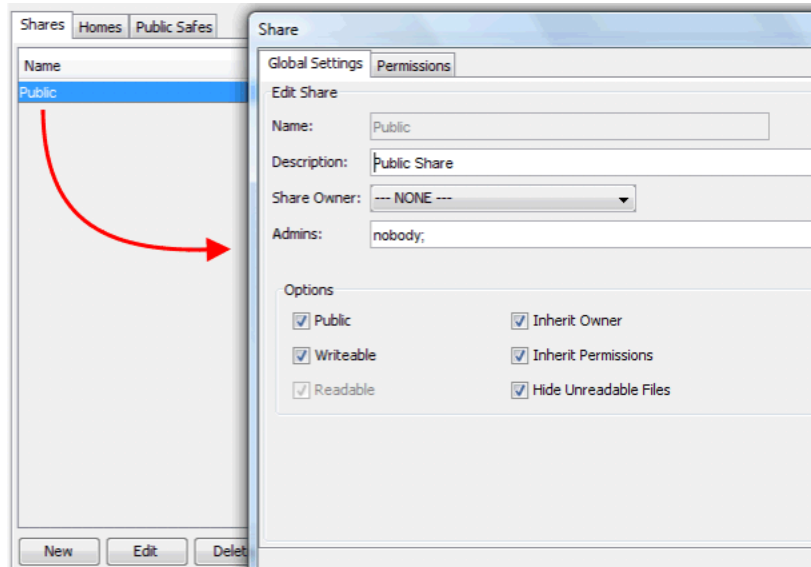 Shares Homes Public Safes
Name
Public
Share
Global Settings Permissions
Edit Share
Name: Public
Description: Public Share
Share Owner: --- NONE ---
Admins: nobody;
Options
Public Inherit Owner
Writeable Inherit Permissions
Readable Hide Unreadable Files
New Edit Delet